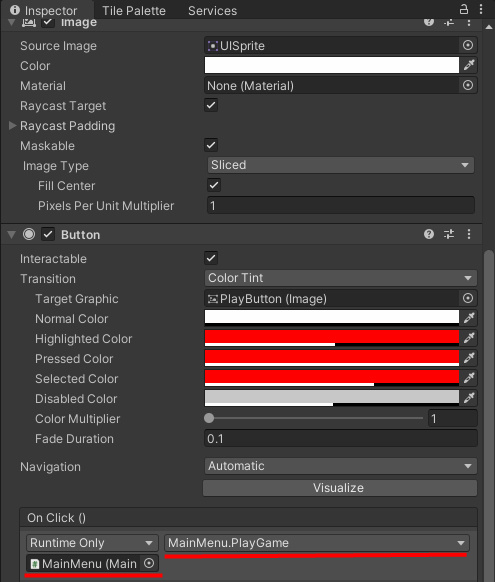 Inspector Tile Palette Services
Image
Source Image UISprite
Color
Material None (Material)
Raycast Target
Raycast Padding
Maskable
Image Type Sliced
Fill Center
Pixels Per Unit Multiplier 1
Button
Interactable
Transition Color Tint
Target Graphic PlayButton (Image)
Normal Color
Highlighted Color
Pressed Color
Selected Color
Disabled Color
Color Multiplier 1
Fade Duration 0.1
Navigation Automatic
Visualize
On Click ()
Runtime Only MainMenu.PlayGame
MainMenu (Main